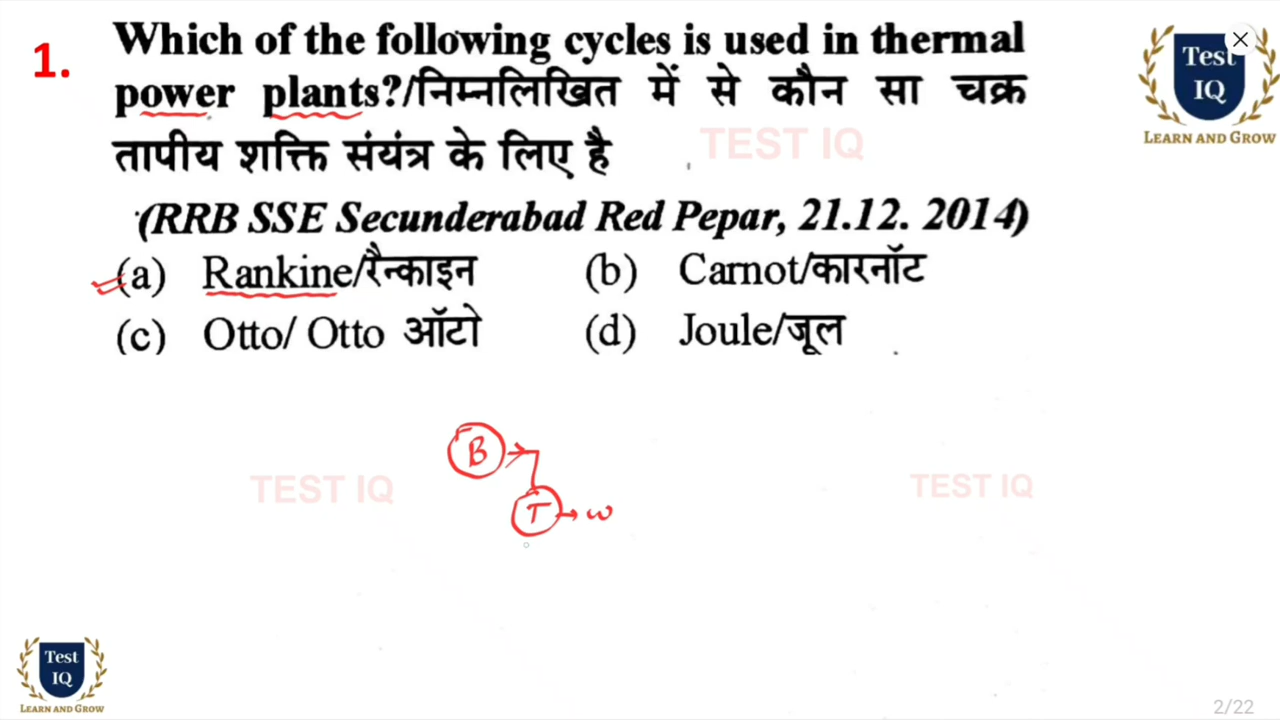 1.
Which of the following cycles is used in thermal
power plants?/निम्नलिखित में से कौन सा चक्र
तापीय शक्ति संयंत्र के लिए है
(RRB SSE Secunderabad Red Pepar, 21.12. 2014)
(a) Rankine/रैन्काइन (b) Carnot/कारनॉट
(c) Otto/ Otto ऑटो (d) Joule/जूल
Test
IQ
LEARN AND GROW
TEST IQ
B
T → w
TEST IQ
TEST IQ
Test
IQ
LEARN AND GROW
2/22